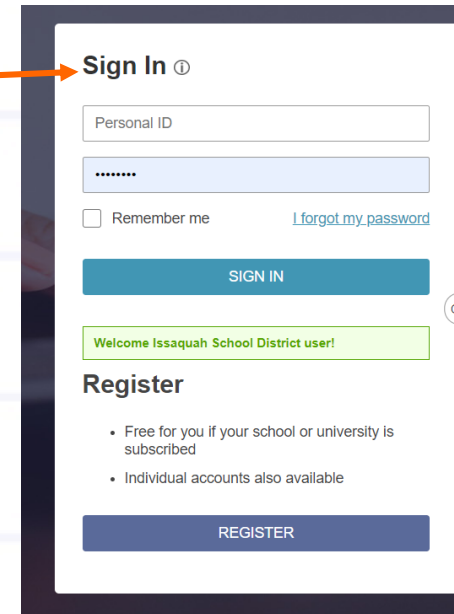 Sign In ⓘ
Personal ID
••••••••
Remember me
I forgot my password
SIGN IN
Welcome Issaquah School District user!
Register
• Free for you if your school or university is
subscribed
• Individual accounts also available
REGISTER